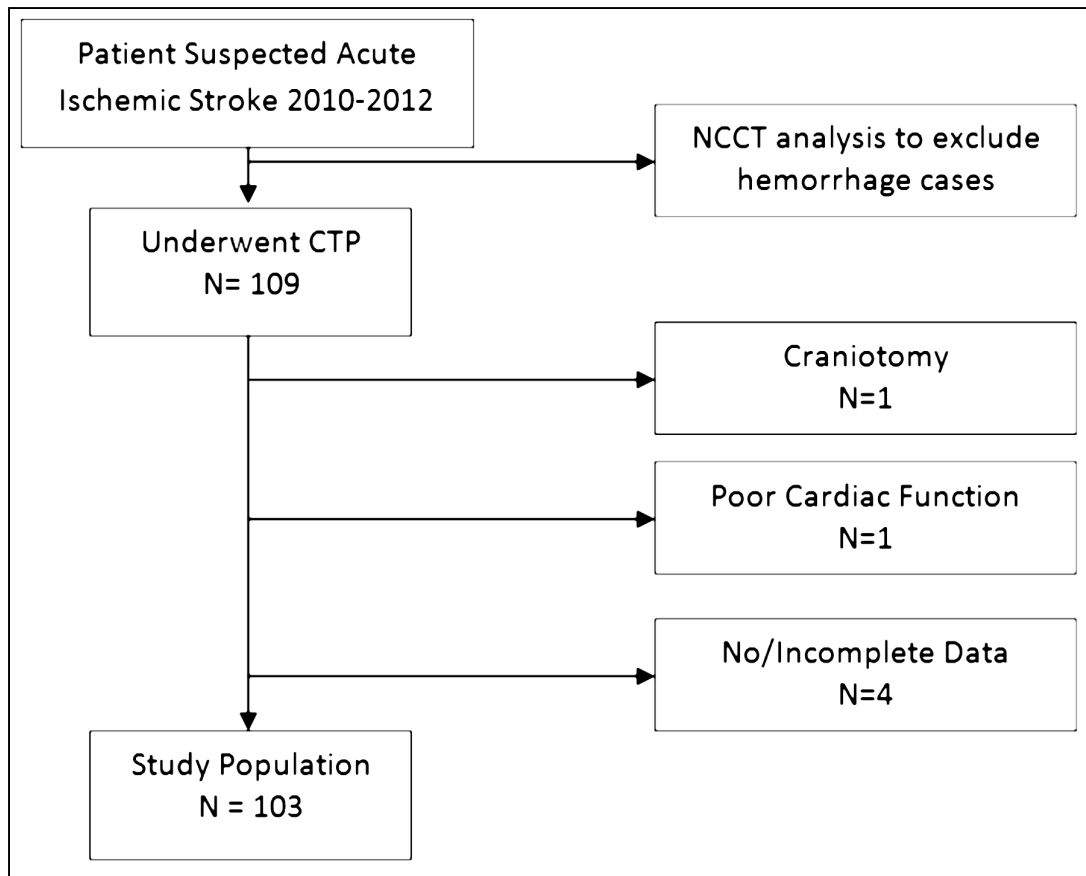 Patient Suspected Acute
Ischemic Stroke 2010-2012
NCCT analysis to exclude
hemorrhage cases
Underwent CTP
N= 109
Craniotomy
N=1
Poor Cardiac Function
N=1
No/Incomplete Data
N=4
Study Population
N = 103